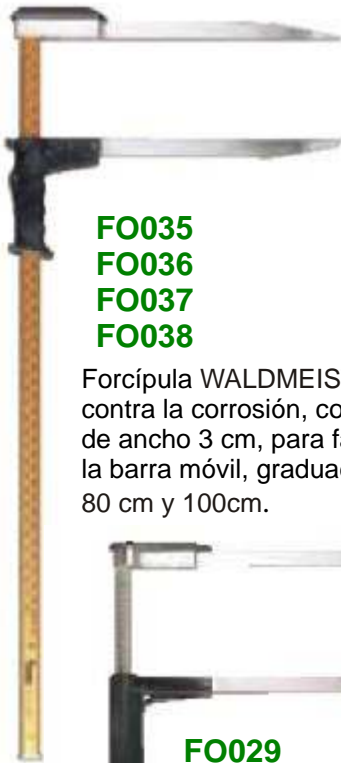 FO035
FO036
FO037
FO038
Forcípula WALDMEIS
contra la corrosión, co
de ancho 3 cm, para fa
la barra móvil, gradua
80 cm y 100cm.
FO029